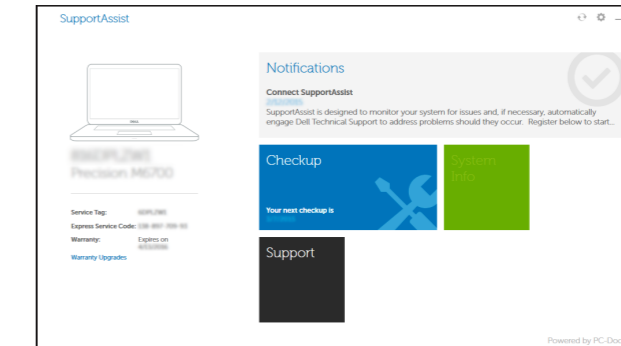 SupportAssist
Notifications
Connect SupportAssist
SupportAssist is designed to monitor your system for issues and, if necessary, automatically
engage Dell Technical Support to address problems should they occur. Register below to start...
Checkup
System
Info
Your next checkup is
Support
Precision M6700
Service Tag:
Express Service Code:
Warranty: Expires on
Warranty Upgrades
Powered by PC-Doc